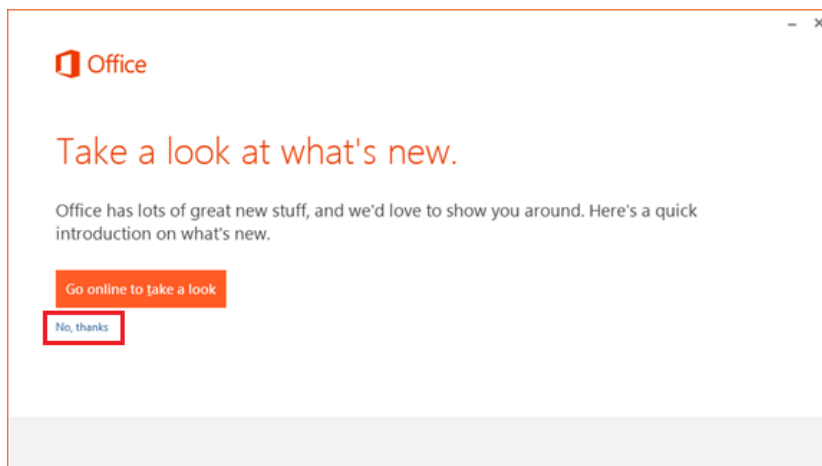 Office
Take a look at what's new.
Office has lots of great new stuff, and we'd love to show you around. Here's a quick
introduction on what's new.
Go online to take a look
No, thanks